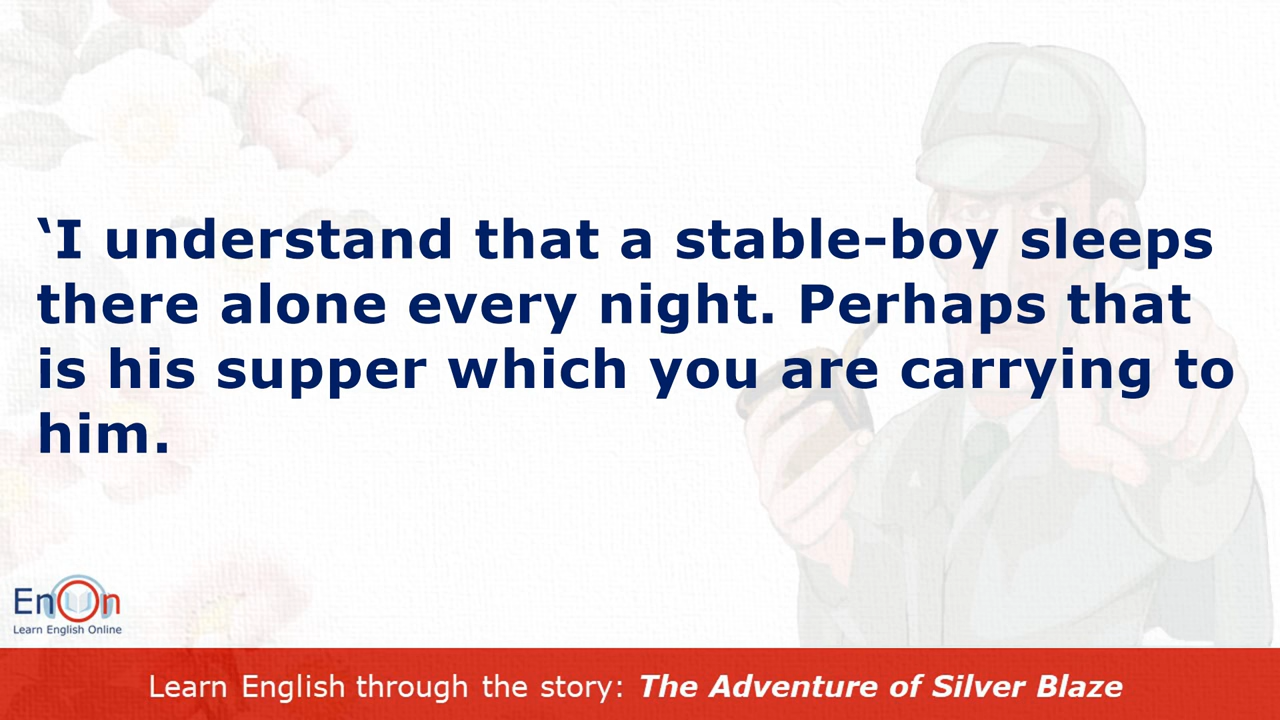 ‘I understand that a stable-boy sleeps
there alone every night. Perhaps that
is his supper which you are carrying to
him.
EnOn
Learn English Online
Learn English through the story: The Adventure of Silver Blaze